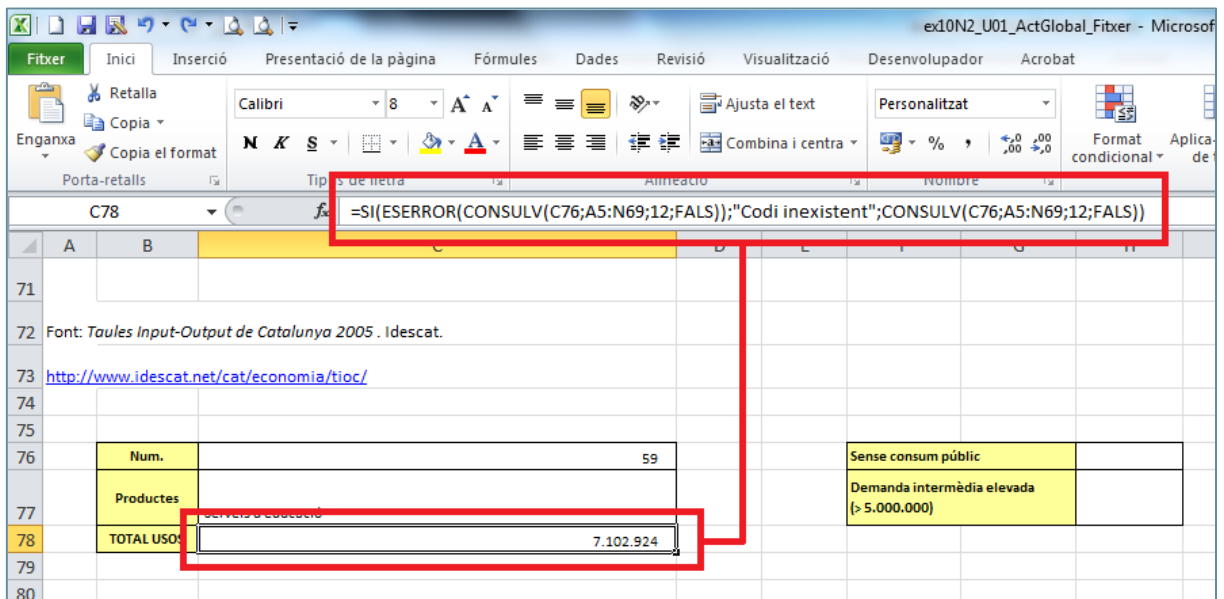 ex10N2_U01_ActGlobal_Fitxer - Microsof
Fitxer Inici Inserció Presentació de la pàgina Fórmules Dades Revisió Visualització Desenvolupador Acrobat
Enganxa
Retalla
Copia
Copia el format
Porta-retalls
Calibri 8
N K S
Ajusta el text
Combina i centra
Alineació
Personalitzat
% , ,00
Nombre
Format condicional
C78 fx =SI(ESERROR(CONSULV(C76;A5:N69;12;FALS));"Codi inexistent";CONSULV(C76;A5:N69;12;FALS))
A B C D E F G H
71
72 Font: Taules Input-Output de Catalunya 2005 . Idescat.
73 http://www.idescat.net/cat/economia/tioc/
74
75
76 Num. 59 Sense consum públic
77 Productes Demanda intermèdia elevada
(> 5.000.000)
78 TOTAL USOS 7.102.924
79
80